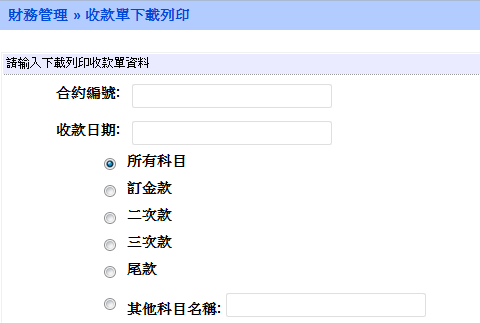 財務管理 » 收款單下載列印
請輸入下載列印收款單資料
合約編號:
收款日期:
所有科目
訂金款
二次款
三次款
尾款
其他科目名稱: